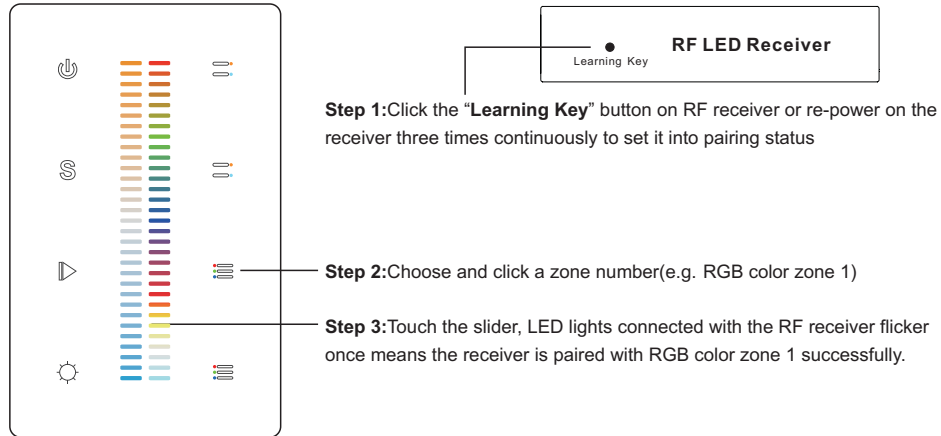 RF LED Receiver
Learning Key
Step 1:Click the “Learning Key” button on RF receiver or re-power on the
receiver three times continuously to set it into pairing status
S
Step 2:Choose and click a zone number(e.g. RGB color zone 1)
Step 3:Touch the slider, LED lights connected with the RF receiver flicker
once means the receiver is paired with RGB color zone 1 successfully.